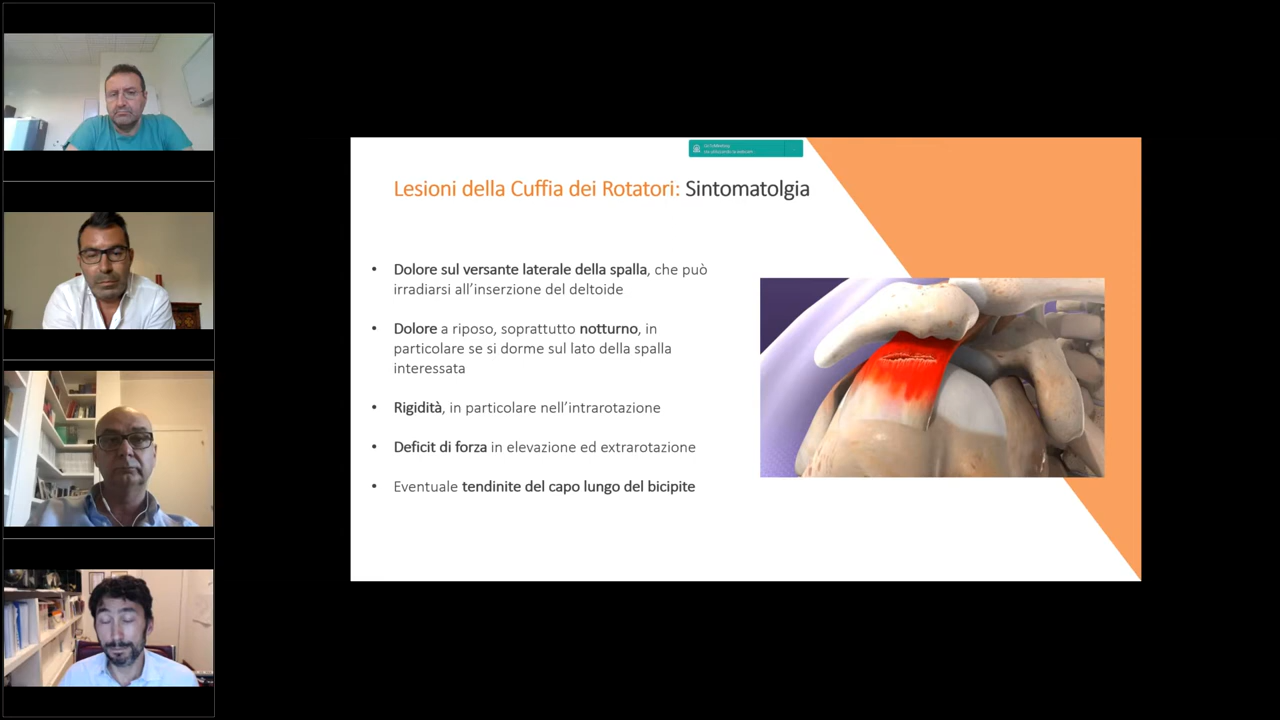 Lesioni della Cuffia dei Rotatori: Sintomatolgia
• Dolore sul versante laterale della spalla, che può
irradiarsi all’inserzione del deltoide
• Dolore a riposo, soprattutto notturno, in
particolare se si dorme sul lato della spalla
interessata
• Rigidità, in particolare nell’intrarotazione
• Deficit di forza in elevazione ed extrarotazione
• Eventuale tendinite del capo lungo del bicipite